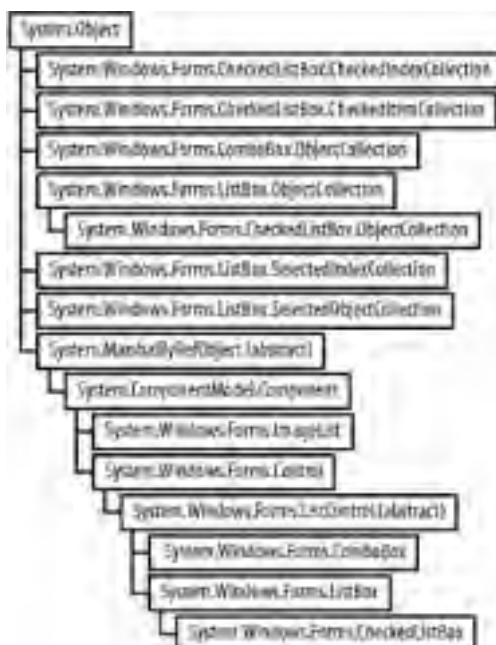 System.Object
System.Windows.Forms.CheckedListBox.CheckedIndexCollection
System.Windows.Forms.CheckedListBox.CheckedItemCollection
System.Windows.Forms.ComboBox.ObjectCollection
System.Windows.Forms.ListBox.ObjectCollection
System.Windows.Forms.CheckedListBox.ObjectCollection
System.Windows.Forms.ListBox.SelectedIndexCollection
System.Windows.Forms.ListBox.SelectedObjectCollection
System.MarshalByRefObject (abstract)
System.ComponentModel.Component
System.Windows.Forms.ImageList
System.Windows.Forms.Control
System.Windows.Forms.ListControl (abstract)
System.Windows.Forms.ComboBox
System.Windows.Forms.ListBox
System.Windows.Forms.CheckedListBox